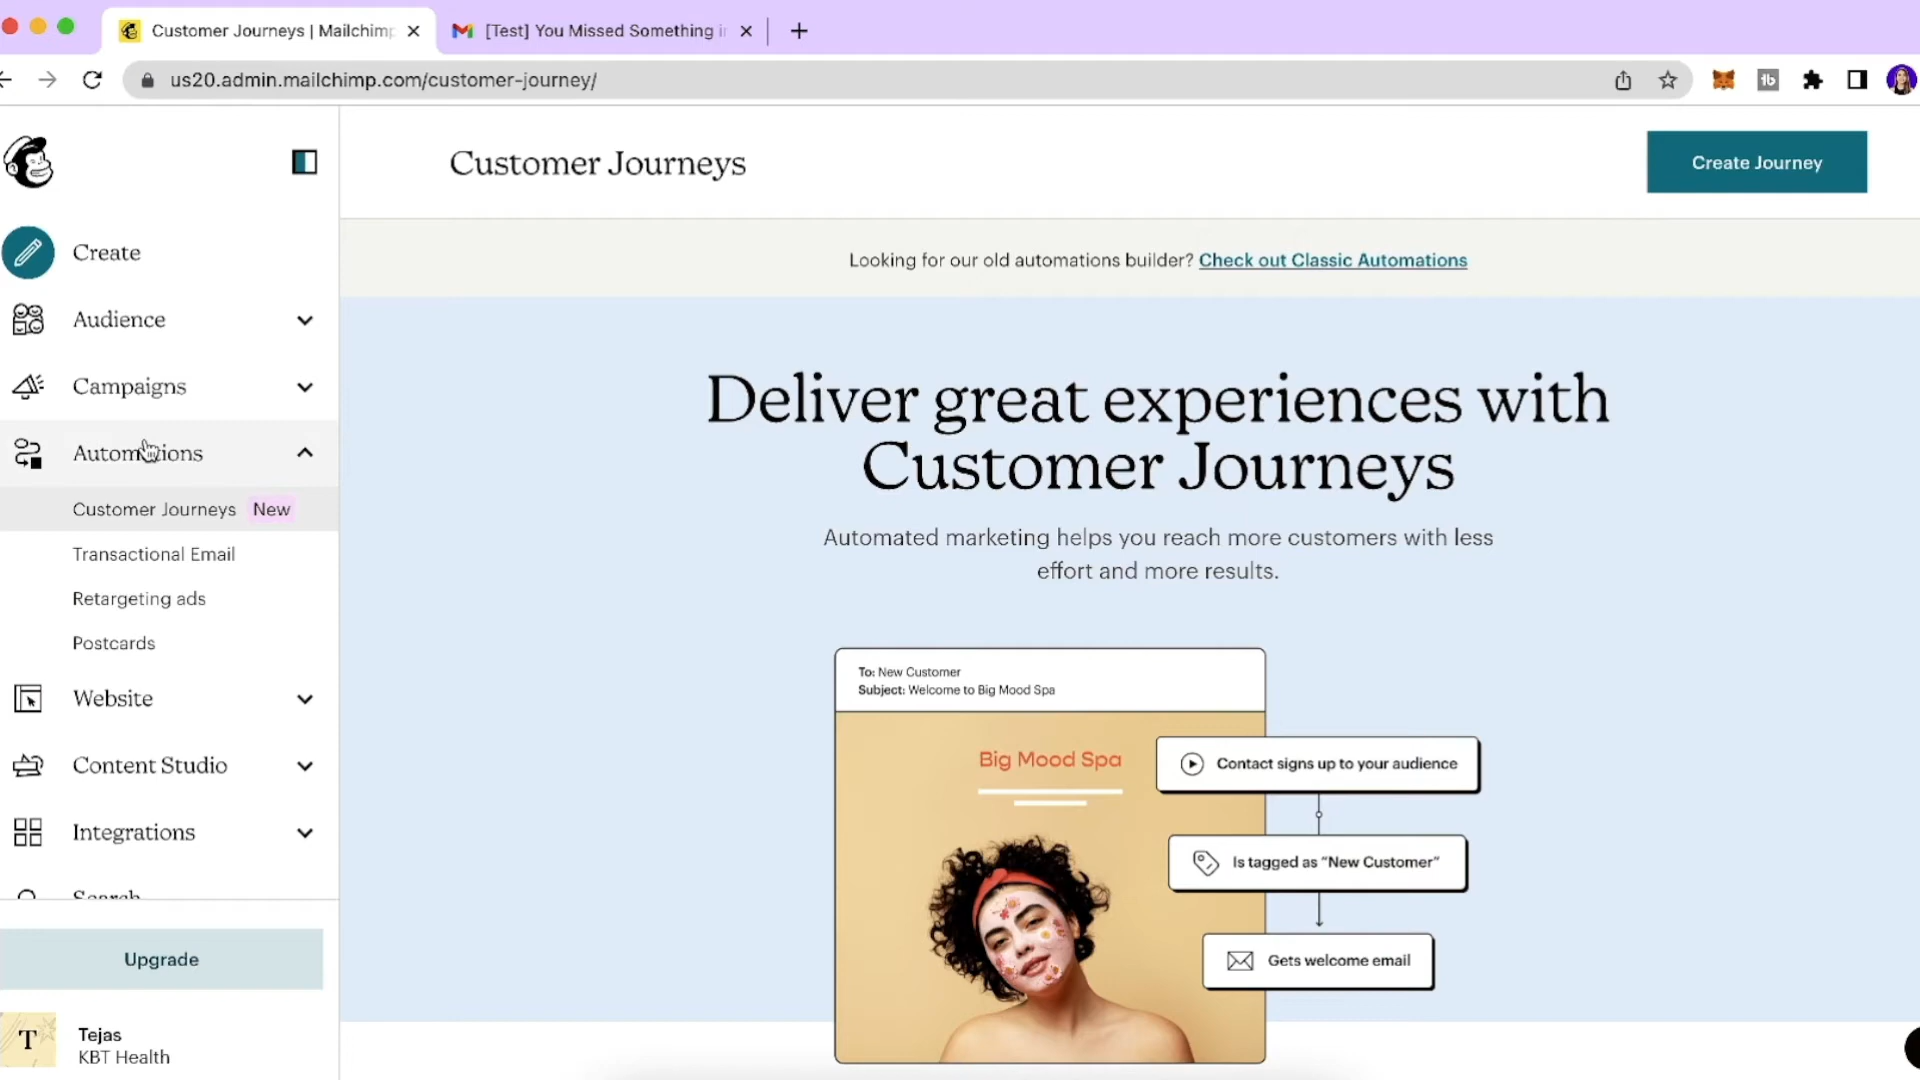 Customer Journeys | Mailchimp
[Test] You Missed Something in
us20.admin.mailchimp.com/customer-journey/
Customer Journeys
Create Journey
Looking for our old automations builder? Check out Classic Automations
Create
Audience
Campaigns
Automations
Customer Journeys New
Transactional Email
Retargeting ads
Postcards
Website
Content Studio
Integrations
Search
Upgrade
T
Tejas
KBT Health
Deliver great experiences with
Customer Journeys
Automated marketing helps you reach more customers with less
effort and more results.
To: New Customer
Subject: Welcome to Big Mood Spa
Big Mood Spa
Contact signs up to your audience
Is tagged as “New Customer”
Gets welcome email